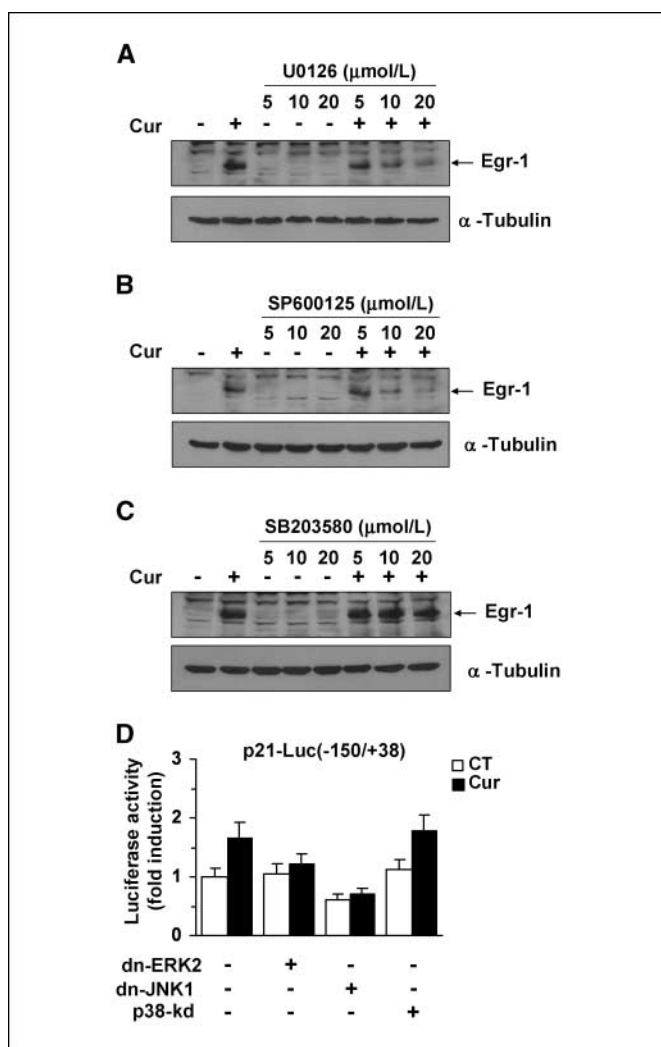 A
U0126 (μmol/L)
5 10 20 5 10 20
Cur - + - - - + + +
Egr-1
α -Tubulin
B
SP600125 (μmol/L)
5 10 20 5 10 20
Cur - + - - - + + +
Egr-1
α -Tubulin
C
SB203580 (μmol/L)
5 10 20 5 10 20
Cur - + - - - + + +
Egr-1
α -Tubulin
D
p21-Luc(-150/+38)
CT
Cur
Luciferase activity
(fold induction)
3
2
1
0
dn-ERK2 - + - -
dn-JNK1 - - + -
p38-kd - - - +